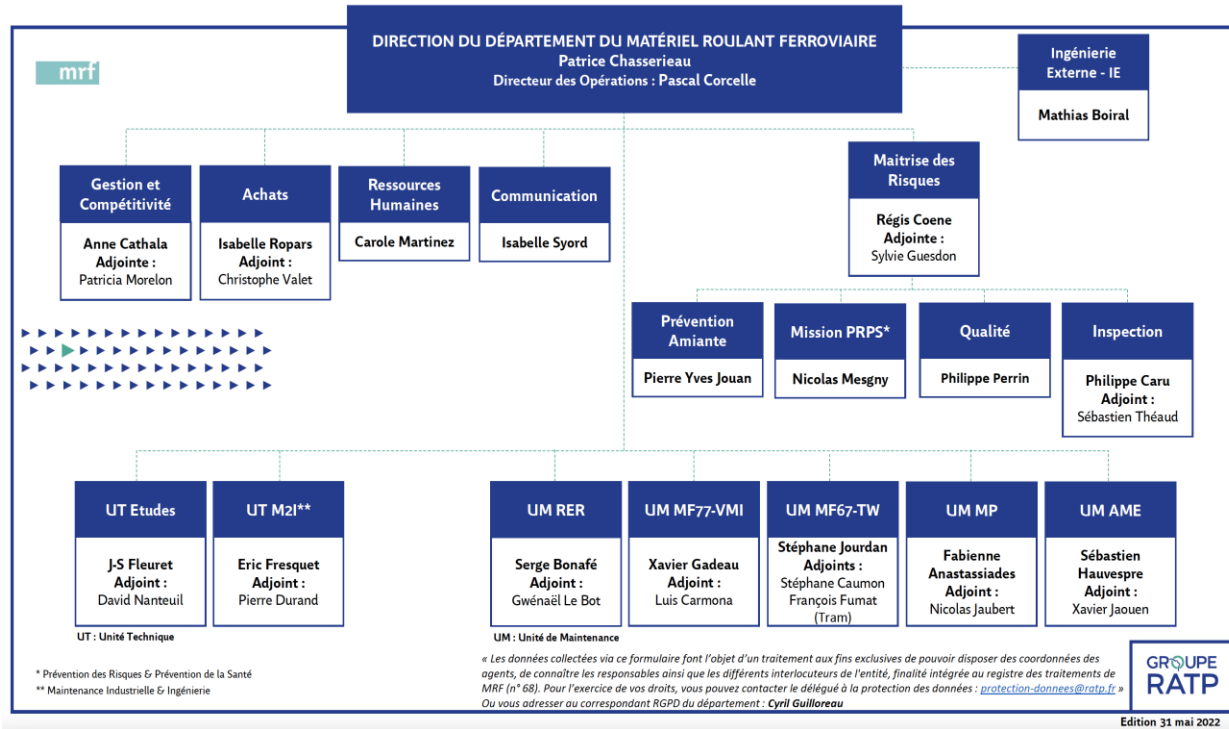 DIRECTION DU DÉPARTEMENT DU MATÉRIEL ROULANT FERROVIAIRE
Patrice Chasserieau
Directeur des Opérations : Pascal Corcelle
mrf
Ingénierie
Externe - IE
Mathias Boiral
Gestion et
Compétitivité
Anne Cathala
Adjointe :
Patricia Morelon
Achats
Isabelle Ropars
Adjoint :
Christophe Valet
Ressources
Humaines
Carole Martinez
Communication
Isabelle Syord
Maitrise des
Risques
Régis Coene
Adjointe :
Sylvie Guesdon
Prévention
Amiante
Pierre Yves Jouan
Mission PRPS*
Nicolas Mesgny
Qualité
Philippe Perrin
Inspection
Philippe Caru
Adjoint :
Sébastien Théaud
UT Etudes
J-S Fleuret
Adjoint :
David Nanteuil
UT M2I**
Eric Fresquet
Adjoint :
Pierre Durand
UM RER
Serge Bonafé
Adjoint :
Gwénaël Le Bot
UM MF77-VMI
Xavier Gadeau
Adjoint :
Luis Carmona
UM MF67-TW
Stéphane Jourdan
Adjoints :
Stéphane Caumon
François Fumat
(Tram)
UM MP
Fabienne
Anastassiades
Adjoint :
Nicolas Jaubert
UM AME
Sébastien
Hauvespre
Adjoint :
Xavier Jaouen
UT : Unité Technique
UM : Unité de Maintenance
* Prévention des Risques & Prévention de la Santé
** Maintenance Industrielle & Ingénierie
« Les données collectées via ce formulaire font l'objet d'un traitement aux fins exclusives de pouvoir disposer des coordonnées des
agents, de connaître les responsables ainsi que les différents interlocuteurs de l'entité, finalité intégrée au registre des traitements de
MRF (n° 68). Pour l'exercice de vos droits, vous pouvez contacter le délégué à la protection des données : protection-donnees@ratp.fr »
Ou vous adresser au correspondant RGPD du département : Cyril Guilloreau
GROUPE
RATP
Edition 31 mai 2022